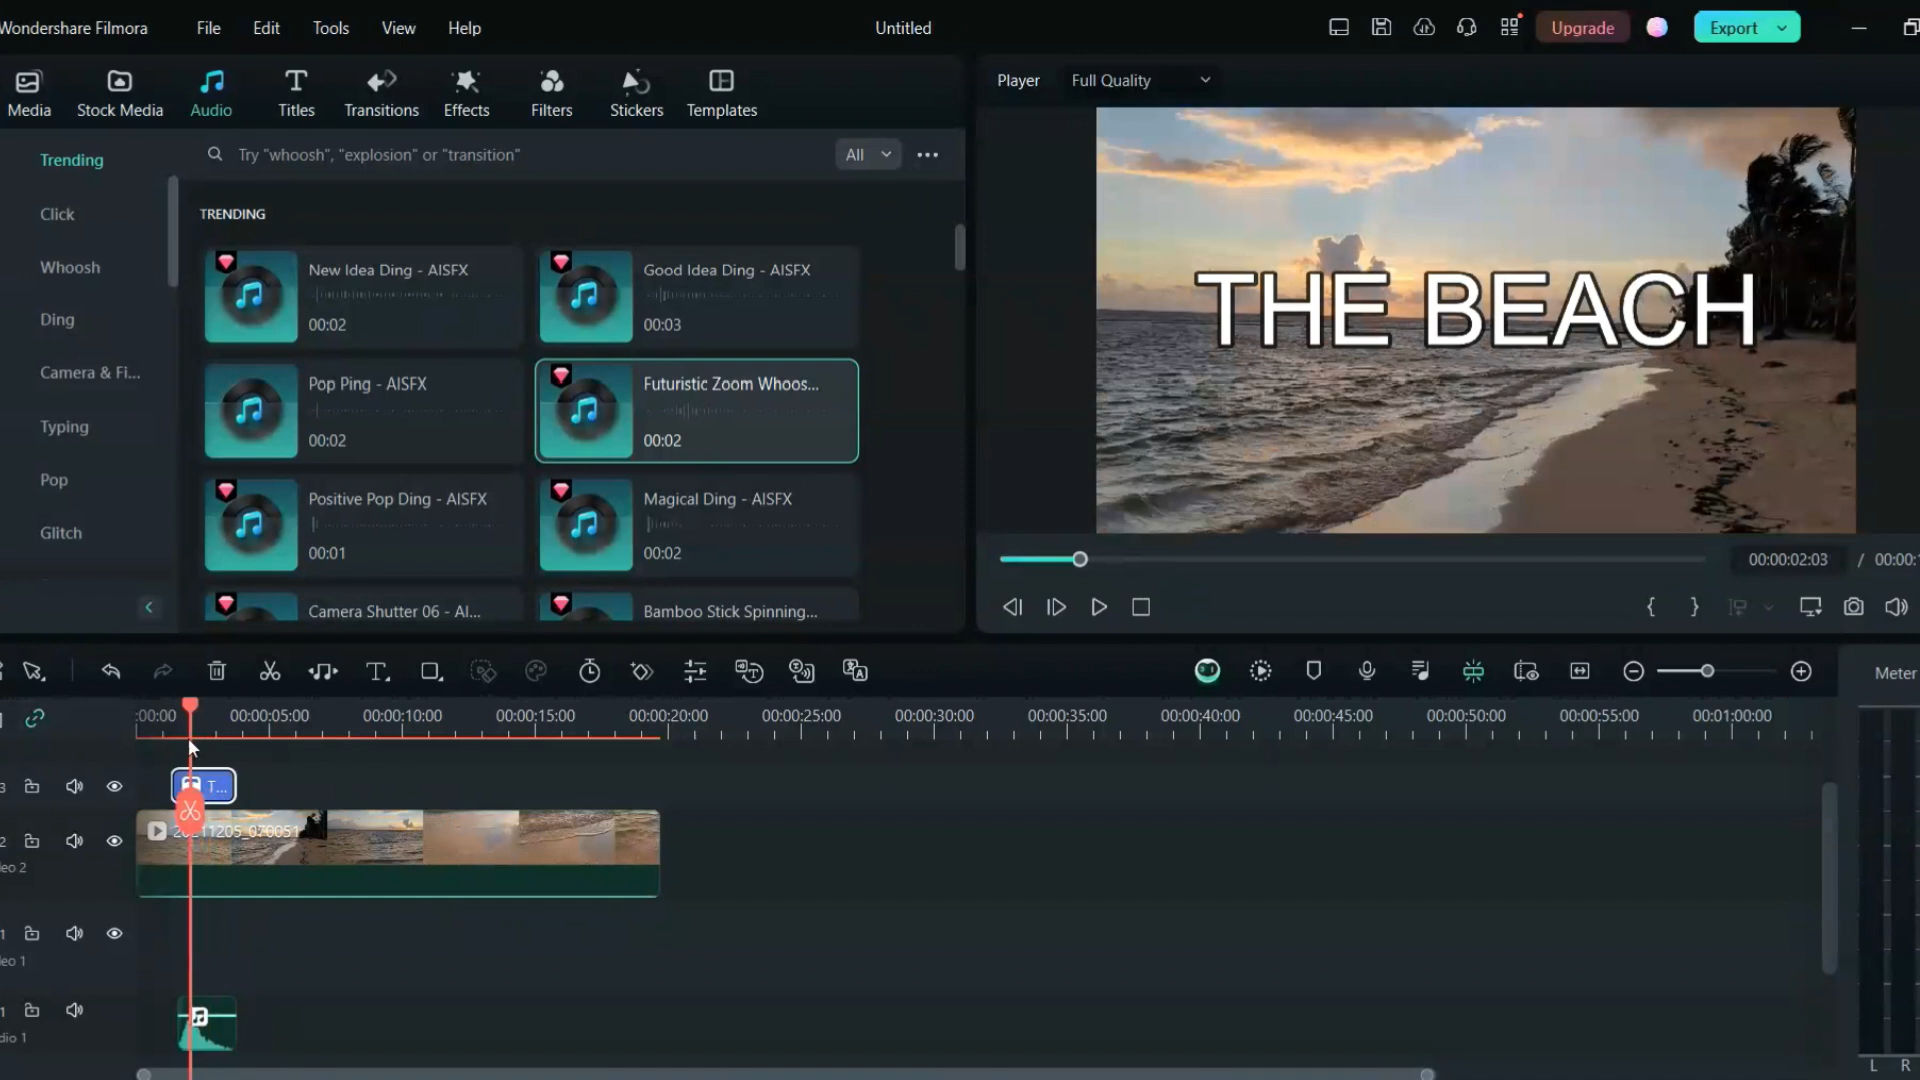 Wondershare Filmora
File
Edit
Tools
View
Help
Untitled
Upgrade
Export
Media
Stock Media
Audio
Titles
Transitions
Effects
Filters
Stickers
Templates
Player
Full Quality
Trending
Click
Whoosh
Ding
Camera & Fi...
Typing
Pop
Glitch
Try "whoosh", "explosion" or "transition"
All
TRENDING
New Idea Ding - AISFX
00:02
Good Idea Ding - AISFX
00:03
Pop Ping - AISFX
00:02
Futuristic Zoom Whoos...
00:02
Positive Pop Ding - AISFX
00:01
Magical Ding - AISFX
00:02
Camera Shutter 06 - AI...
Bamboo Stick Spinning...
THE BEACH
00:00:02:03 / 00:00:1
Meter
:00:00
00:00:05:00
00:00:10:00
00:00:15:00
00:00:20:00
00:00:25:00
00:00:30:00
00:00:35:00
00:00:40:00
00:00:45:00
00:00:50:00
00:00:55:00
00:01:00:00
3
T...
2
eo 2
1
eo 1
1
dio 1
L R